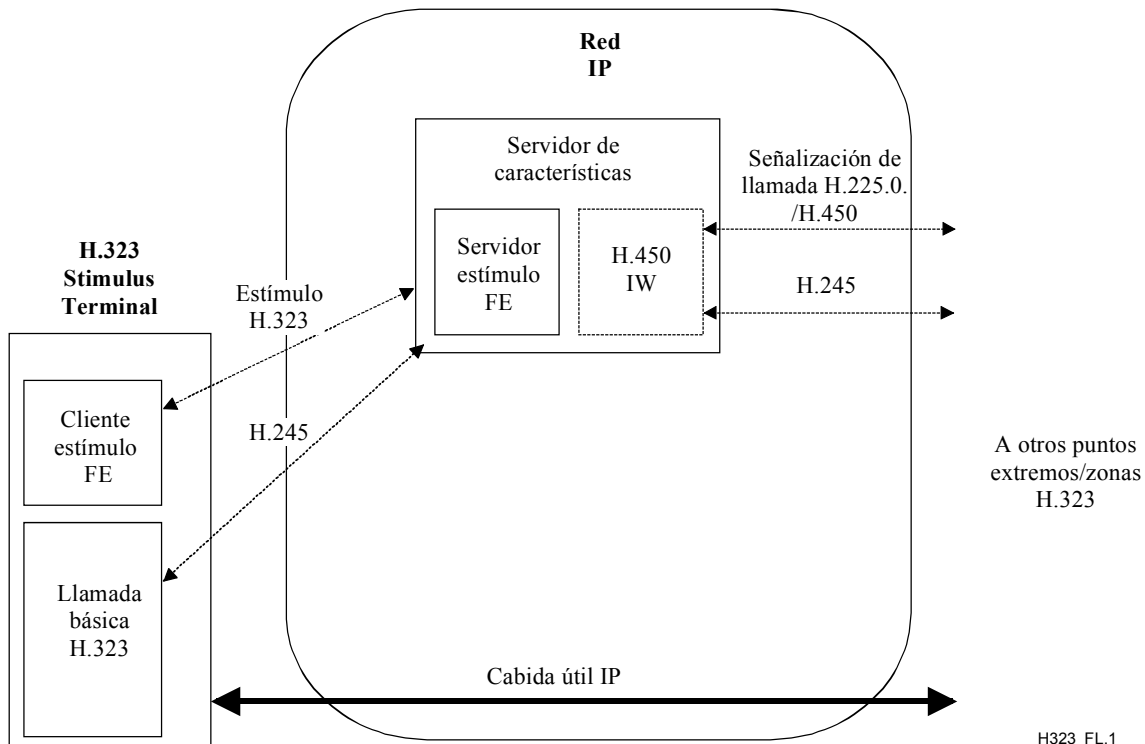 Red
IP
Servidor de
características
Servidor
estímulo
FE
H.450
IW
Señalización de
llamada H.225.0.
/H.450
H.245
H.323
Stimulus
Terminal
Estímulo
H.323
H.245
Cliente
estímulo
FE
Llamada
básica
H.323
A otros puntos
extremos/zonas
H.323
Cabida útil IP
H323_FL.1